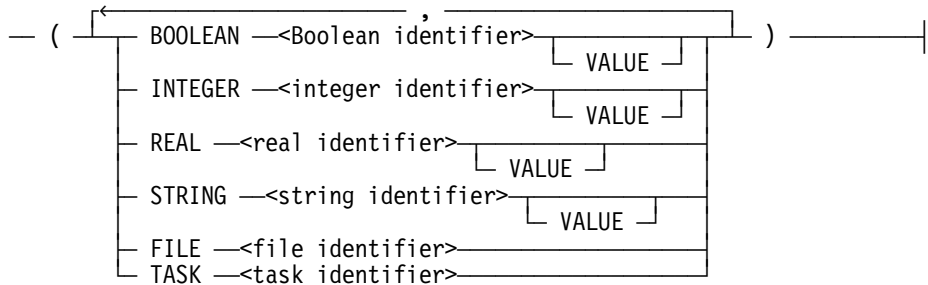 ,
( BOOLEAN <Boolean identifier> )
VALUE
INTEGER <integer identifier>
VALUE
REAL <real identifier>
VALUE
STRING <string identifier>
VALUE
FILE <file identifier>
TASK <task identifier>